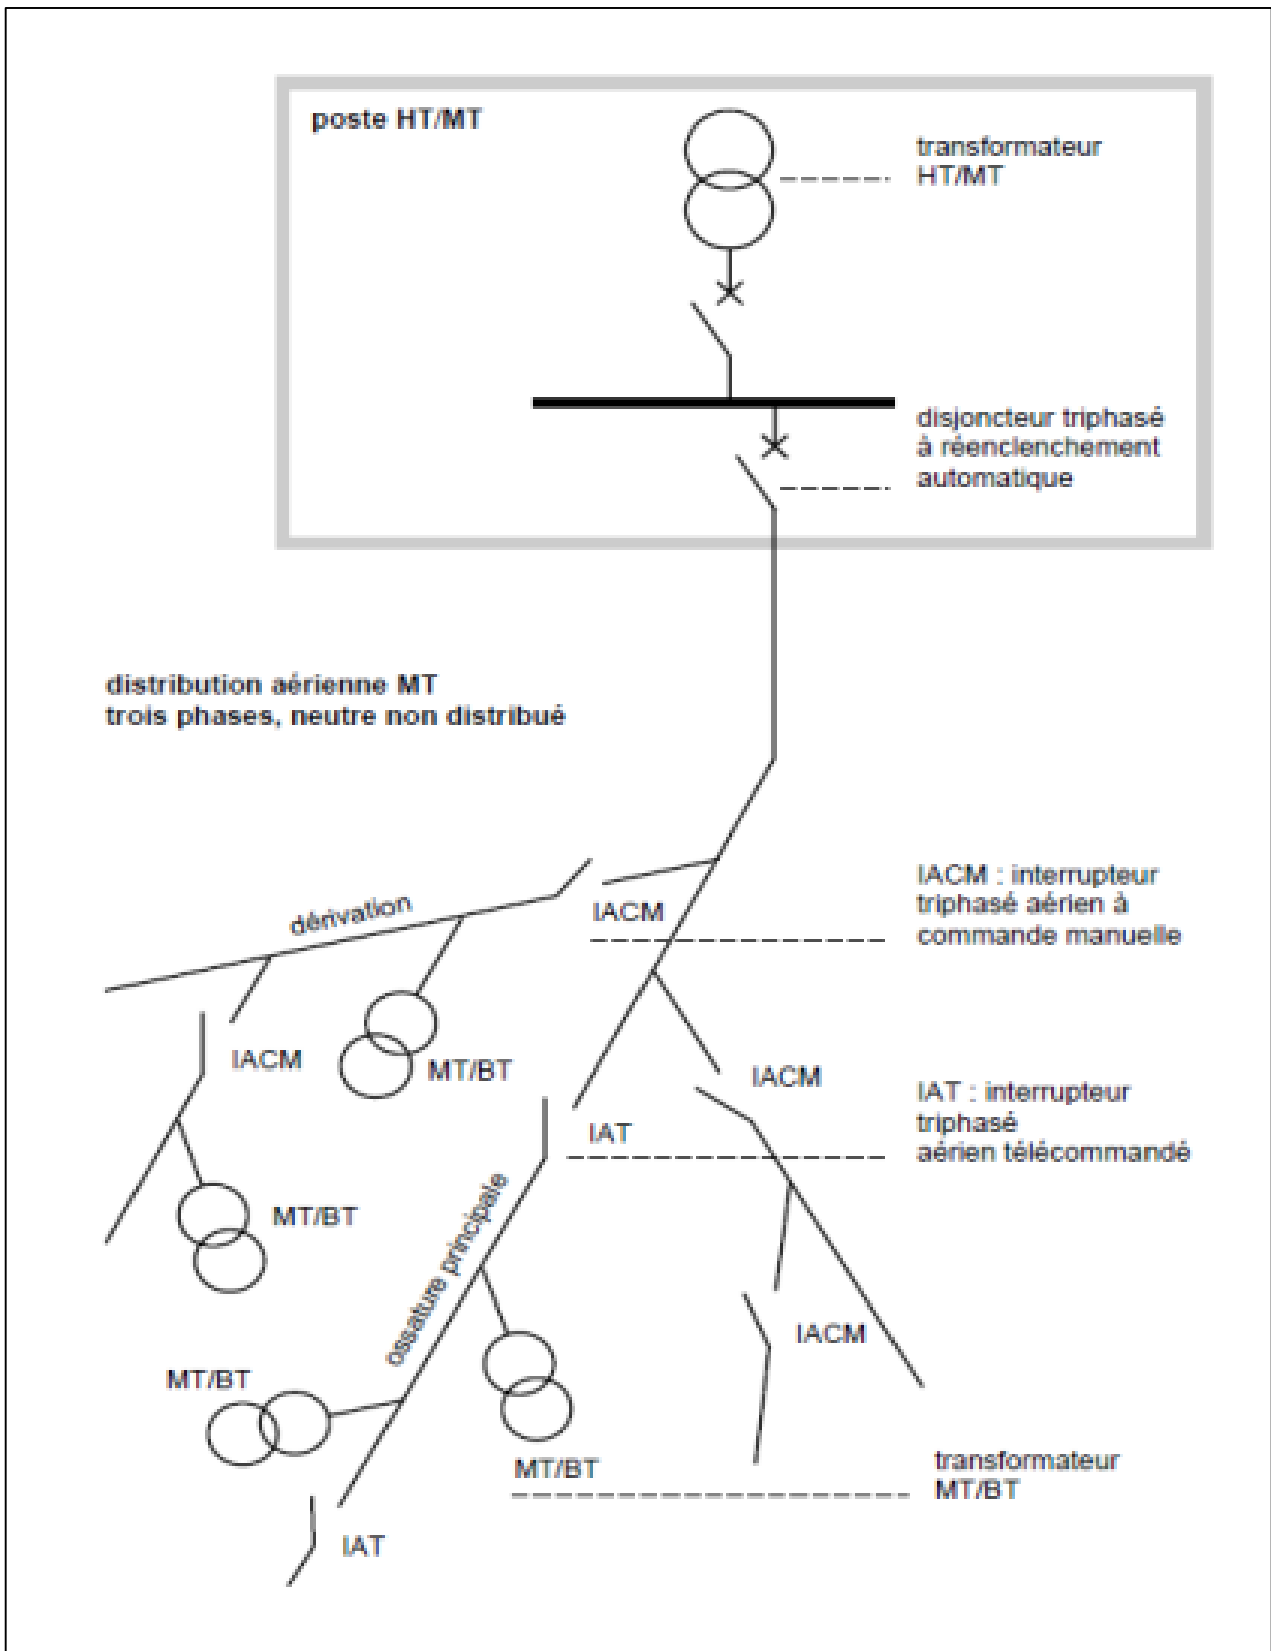 poste HT/MT
transformateur
HT/MT
disjoncteur triphasé
à réenclenchement
automatique
distribution aérienne MT
trois phases, neutre non distribué
IACM : interrupteur
triphasé aérien à
commande manuelle
dérivation
IACM
IACM
MT/BT
IACM
IAT : interrupteur
triphasé
aérien télécommandé
IAT
MT/BT
ossature principale
IACM
MT/BT
MT/BT
transformateur
MT/BT
IAT